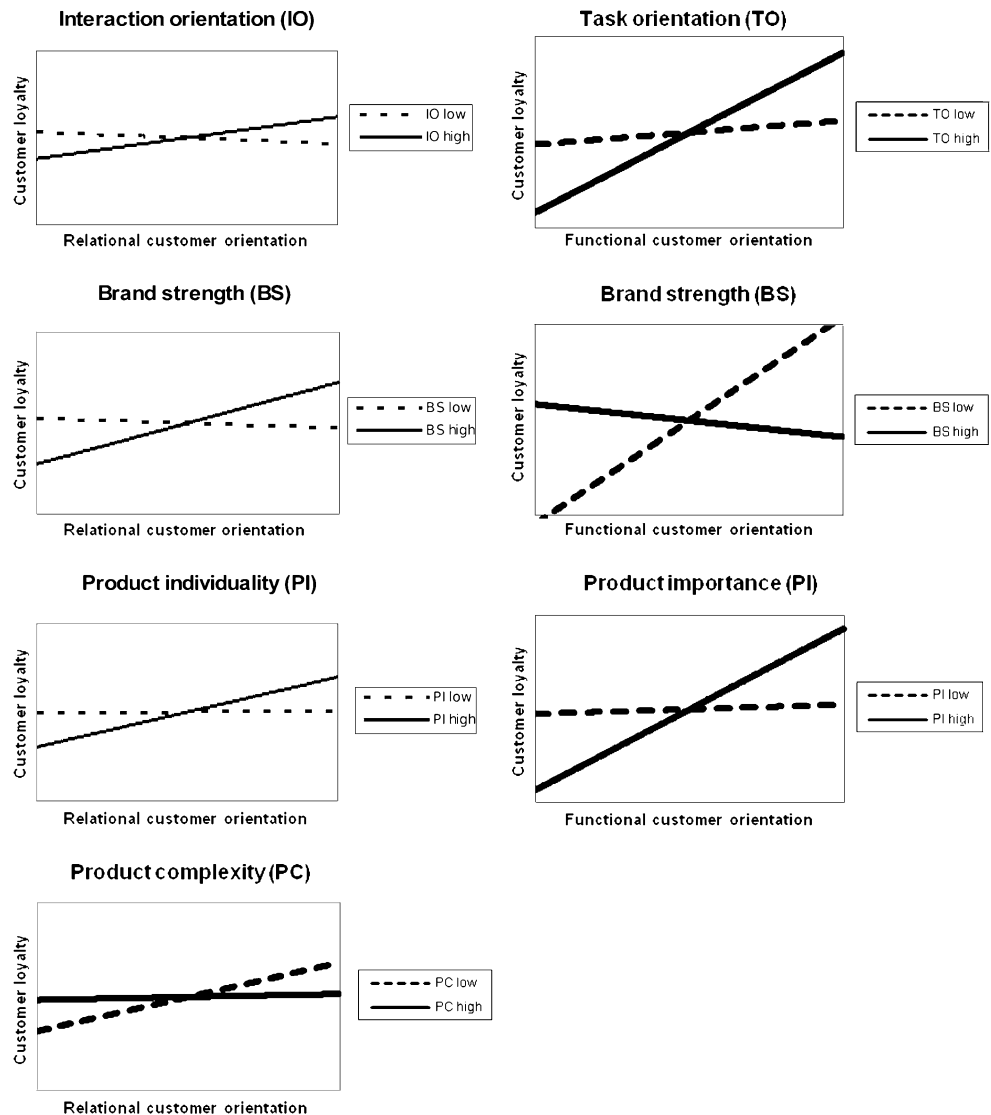 Interaction orientation (IO)
Customer loyalty
IO low
IO high
Relational customer orientation
Task orientation (TO)
Customer loyalty
TO low
TO high
Functional customer orientation
Brand strength (BS)
Customer loyalty
BS low
BS high
Relational customer orientation
Brand strength (BS)
Customer loyalty
BS low
BS high
Functional customer orientation
Product individuality (PI)
Customer loyalty
PI low
PI high
Relational customer orientation
Product importance (PI)
Customer loyalty
PI low
PI high
Functional customer orientation
Product complexity (PC)
Customer loyalty
PC low
PC high
Relational customer orientation